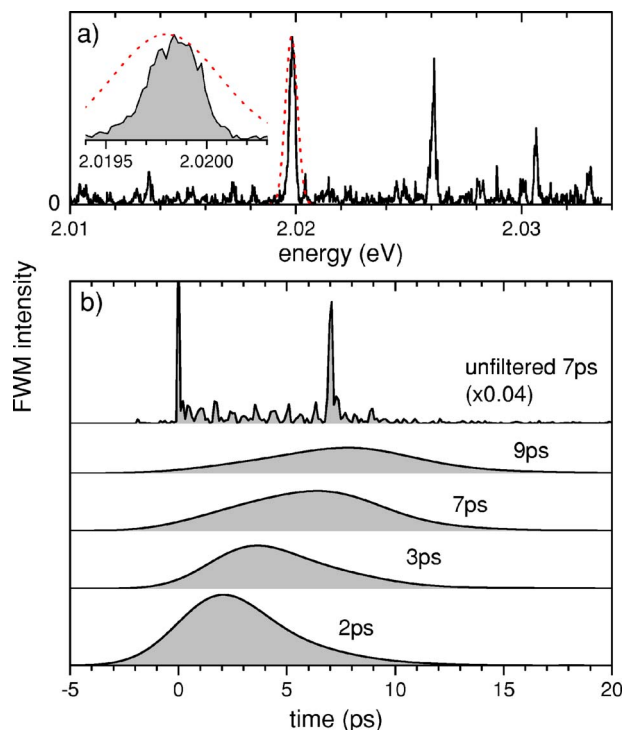 a)
2.0195 2.0200
0
2.01 2.02 2.03
energy (eV)
FWM intensity
b)
unfiltered 7ps
(x0.04)
9ps
7ps
3ps
2ps
-5 0 5 10 15 20
time (ps)